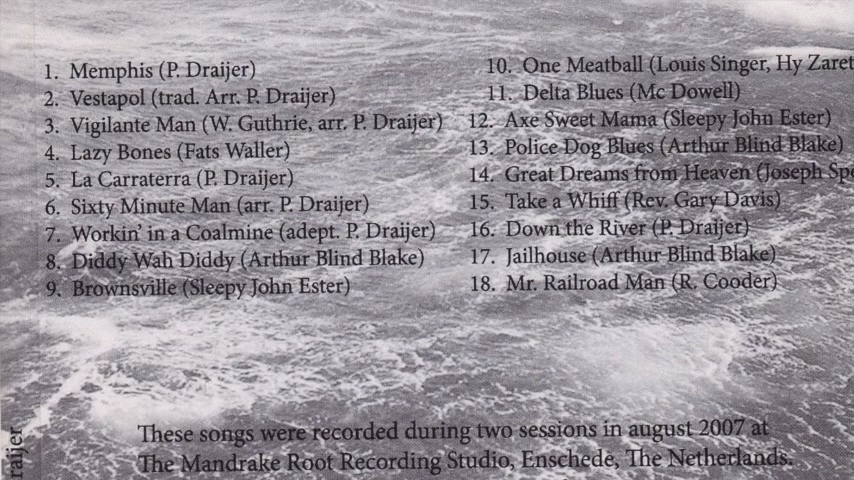 1. Memphis (P. Draijer)
2. Vestapol (trad. Arr. P. Draijer)
3. Vigilante Man (W. Guthrie, arr. P. Draijer)
4. Lazy Bones (Fats Waller)
5. La Carraterra (P. Draijer)
6. Sixty Minute Man (arr. P. Draijer)
7. Workin' in a Coalmine (adept. P. Draijer)
8. Diddy Wah Diddy (Arthur Blind Blake)
9. Brownsville (Sleepy John Ester)
10. One Meatball (Louis Singer, Hy Zaret
11. Delta Blues (Mc Dowell)
12. Axe Sweet Mama (Sleepy John Ester)
13. Police Dog Blues (Arthur Blind Blake)
14. Great Dreams from Heaven (Joseph Spe
15. Take a Whiff (Rev. Gary Davis)
16. Down the River (P. Draijer)
17. Jailhouse (Arthur Blind Blake)
18. Mr. Railroad Man (R. Cooder)
These songs were recorded during two sessions in august 2007 at
The Mandrake Root Recording Studio, Enschede, The Netherlands.
raijer